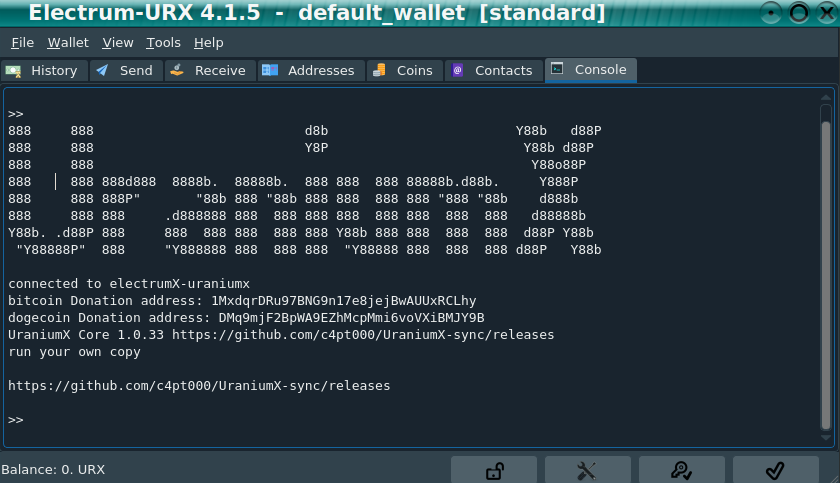 Electrum-URX 4.1.5 - default_wallet [standard]
File Wallet View Tools Help
History Send Receive Addresses Coins Contacts Console
>>
888     888                            d8b                        Y88b   d88P
888     888                            Y8P                         Y88b d88P
888     888                                                         Y88o88P
888     888 888d888  8888b.  88888b.  888 888  888 88888b.d88b.     Y888P
888     888 888P"       "88b 888 "88b 888 888  888 888 "888 "88b    d888b
888     888 888     .d888888 888  888 888 888  888 888  888  888   d88888b
Y88b. .d88P 888     888  888 888  888 888 Y88b 888 888  888  888  d88P Y88b
 "Y88888P"  888     "Y888888 888  888 888  "Y88888 888  888  888 d88P   Y88b
connected to electrumX-uraniumx
bitcoin Donation address: 1MxdqrDRu97BNG9n17e8jejBwAUUxRCLhy
dogecoin Donation address: DMq9mjF2BpWA9EZhMcpMmi6voVXiBMJY9B
UraniumX Core 1.0.33 https://github.com/c4pt000/UraniumX-sync/releases
run your own copy
https://github.com/c4pt000/UraniumX-sync/releases
>>
Balance: 0. URX